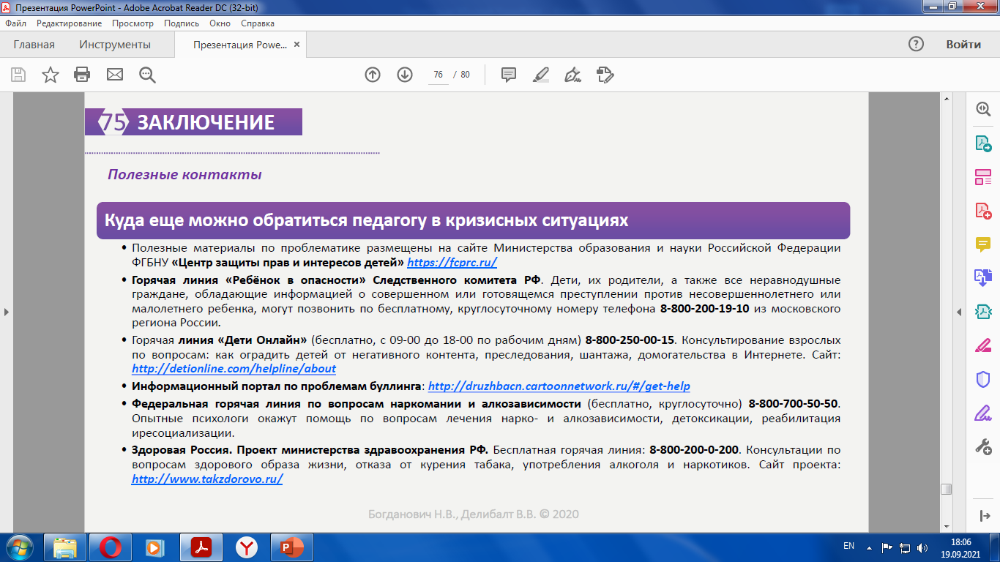 Презентация PowerPoint - Adobe Acrobat Reader DC (32-bit)
Файл Редактирование Просмотр Подпись Окно Справка
Главная Инструменты Презентация Powe... × ? Войти
76 / 80
75 ЗАКЛЮЧЕНИЕ
Полезные контакты
Куда еще можно обратиться педагогу в кризисных ситуациях
• Полезные материалы по проблематике размещены на сайте Министерства образования и науки Российской Федерации
ФГБНУ «Центр защиты прав и интересов детей» https://fcprc.ru/
• Горячая линия «Ребёнок в опасности» Следственного комитета РФ. Дети, их родители, а также все неравнодушные
граждане, обладающие информацией о совершенном или готовящемся преступлении против несовершеннолетнего или
малолетнего ребенка, могут позвонить по бесплатному, круглосуточному номеру телефона 8-800-200-19-10 из московского
региона России.
• Горячая линия «Дети Онлайн» (бесплатно, с 09-00 до 18-00 по рабочим дням) 8-800-250-00-15. Консультирование взрослых
по вопросам: как оградить детей от негативного контента, преследования, шантажа, домогательства в Интернете. Сайт:
http://detionline.com/helpline/about
• Информационный портал по проблемам буллинга: http://druzhbacn.cartoonnetwork.ru/#/get-help
• Федеральная горячая линия по вопросам наркомании и алкозависимости (бесплатно, круглосуточно) 8-800-700-50-50.
Опытные психологи окажут помощь по вопросам лечения нарко- и алкозависимости, детоксикации, реабилитация
иресоциализации.
• Здоровая Россия. Проект министерства здравоохранения РФ. Бесплатная горячая линия: 8-800-200-0-200. Консультации по
вопросам здорового образа жизни, отказа от курения табака, употребления алкоголя и наркотиков. Сайт проекта:
http://www.takzdorovo.ru/
Богданович Н.В., Делибалт В.В. © 2020
EN 18:06
19.09.2021